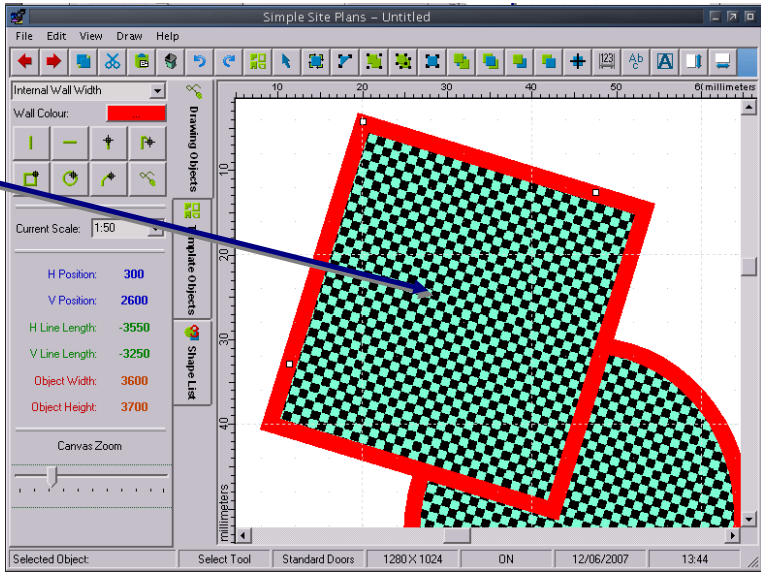 Simple Site Plans – Untitled
File Edit View Draw Help
123 Ab c A
Internal Wall Width
Wall Colour: ...
Current Scale: 1:50
H Position: 300
V Position: 2600
H Line Length: -3550
V Line Length: -3250
Object Width: 3600
Object Height: 3700
Canvas Zoom
Drawing Objects
Template Objects
Shape List
10 20 30 40 50 6( millimeters
10
20
30
40
millimeters
Selected Object: Select Tool Standard Doors 1280 X 1024 ON 12/06/2007 13:44